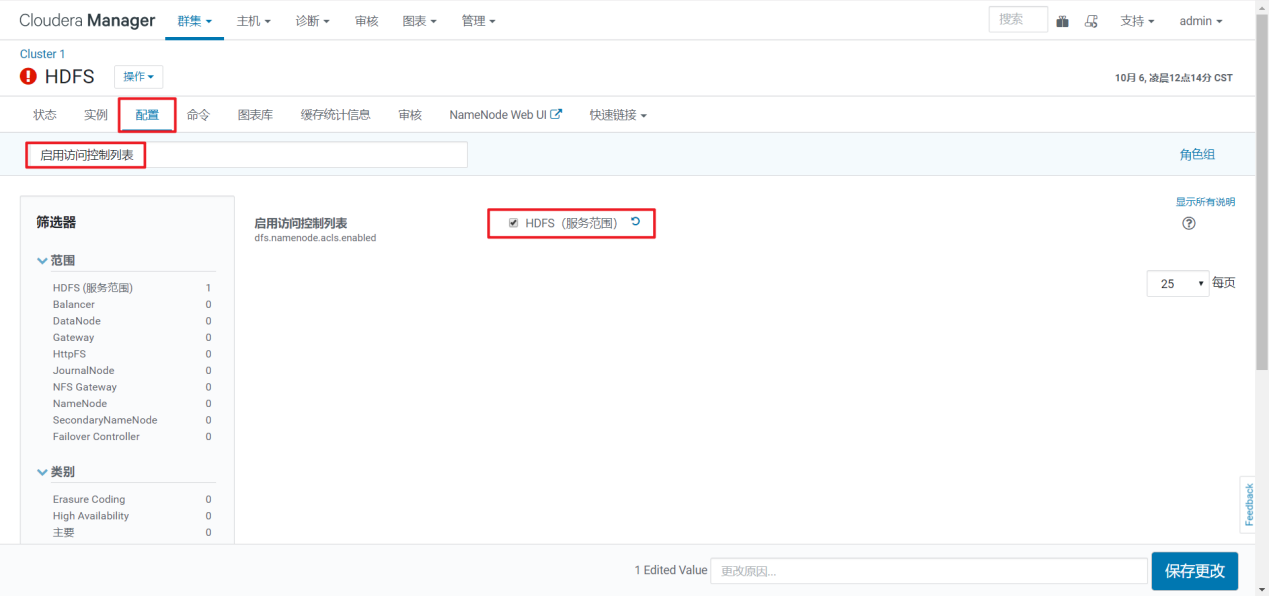 Cloudera Manager 群集 主机 诊断 审核 图表 管理 搜索 支持 admin
Cluster 1
HDFS 操作
10月 6, 凌晨12点14分 CST
状态 实例 配置 命令 图表库 缓存统计信息 审核 NameNode Web UI 快速链接
启用访问控制列表 角色组
显示所有说明
筛选器
启用访问控制列表 HDFS（服务范围）
dfs.namenode.acls.enabled
范围
25 每页
HDFS (服务范围) 1
Balancer 0
DataNode 0
Gateway 0
HttpFS 0
JournalNode 0
NFS Gateway 0
NameNode 0
SecondaryNameNode 0
Failover Controller 0
类别
Erasure Coding 0
High Availability 0
主要 0
Feedback
1 Edited Value 更改原因... 保存更改